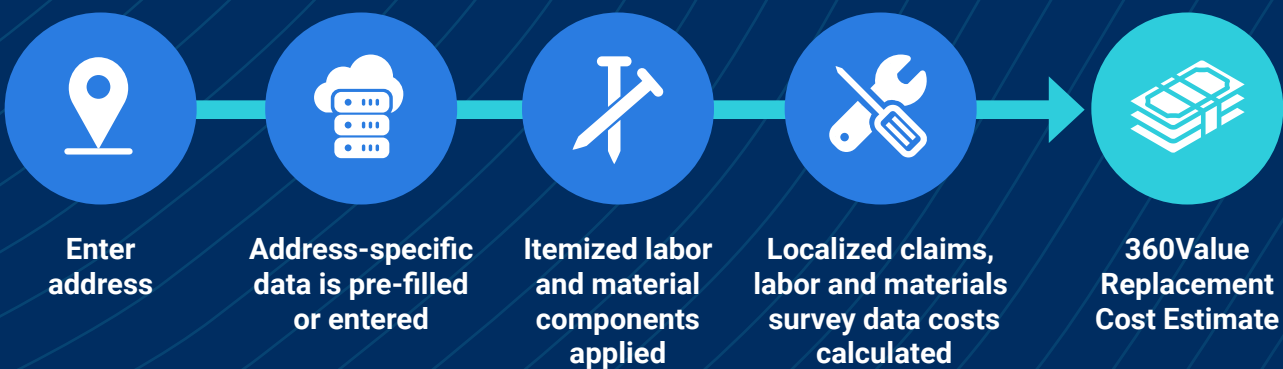 Enter
address
Address-specific
data is pre-filled
or entered
Itemized labor
and material
components
applied
Localized claims,
labor and materials
survey data costs
calculated
360Value
Replacement
Cost Estimate